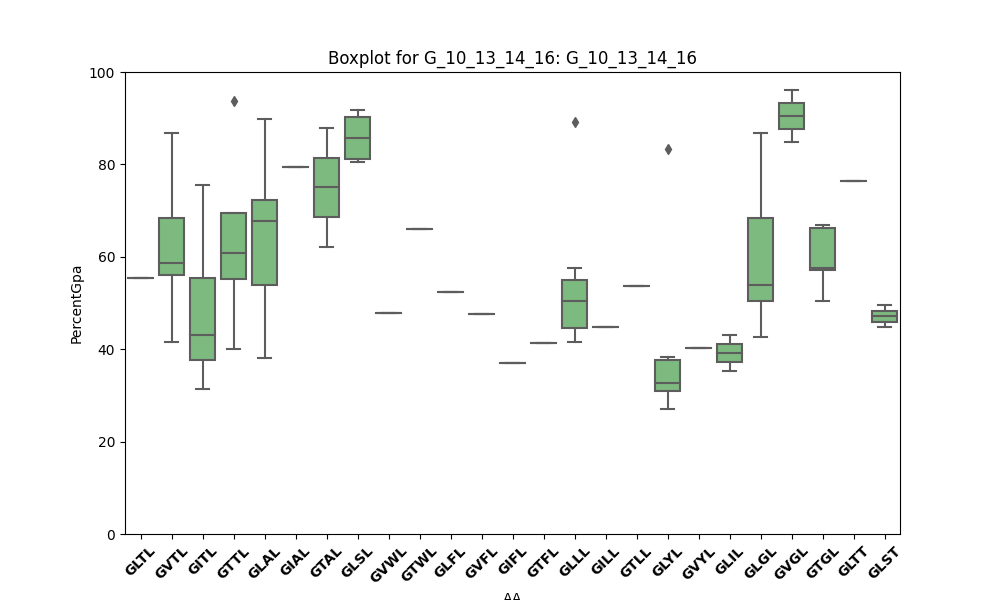 Boxplot for G_10_13_14_16: G_10_13_14_16
100
80
60
40
20
0
PercentGpa
GLTL GVTL GITL GTTL GLAL GIAL GTAL GLSL GVWL GTWL GLFL GVFL GIFL GTFL GLLL GILL GTLL GLYL GVYL GLIL GLGL GVGL GTGL GLTT GLST
AA